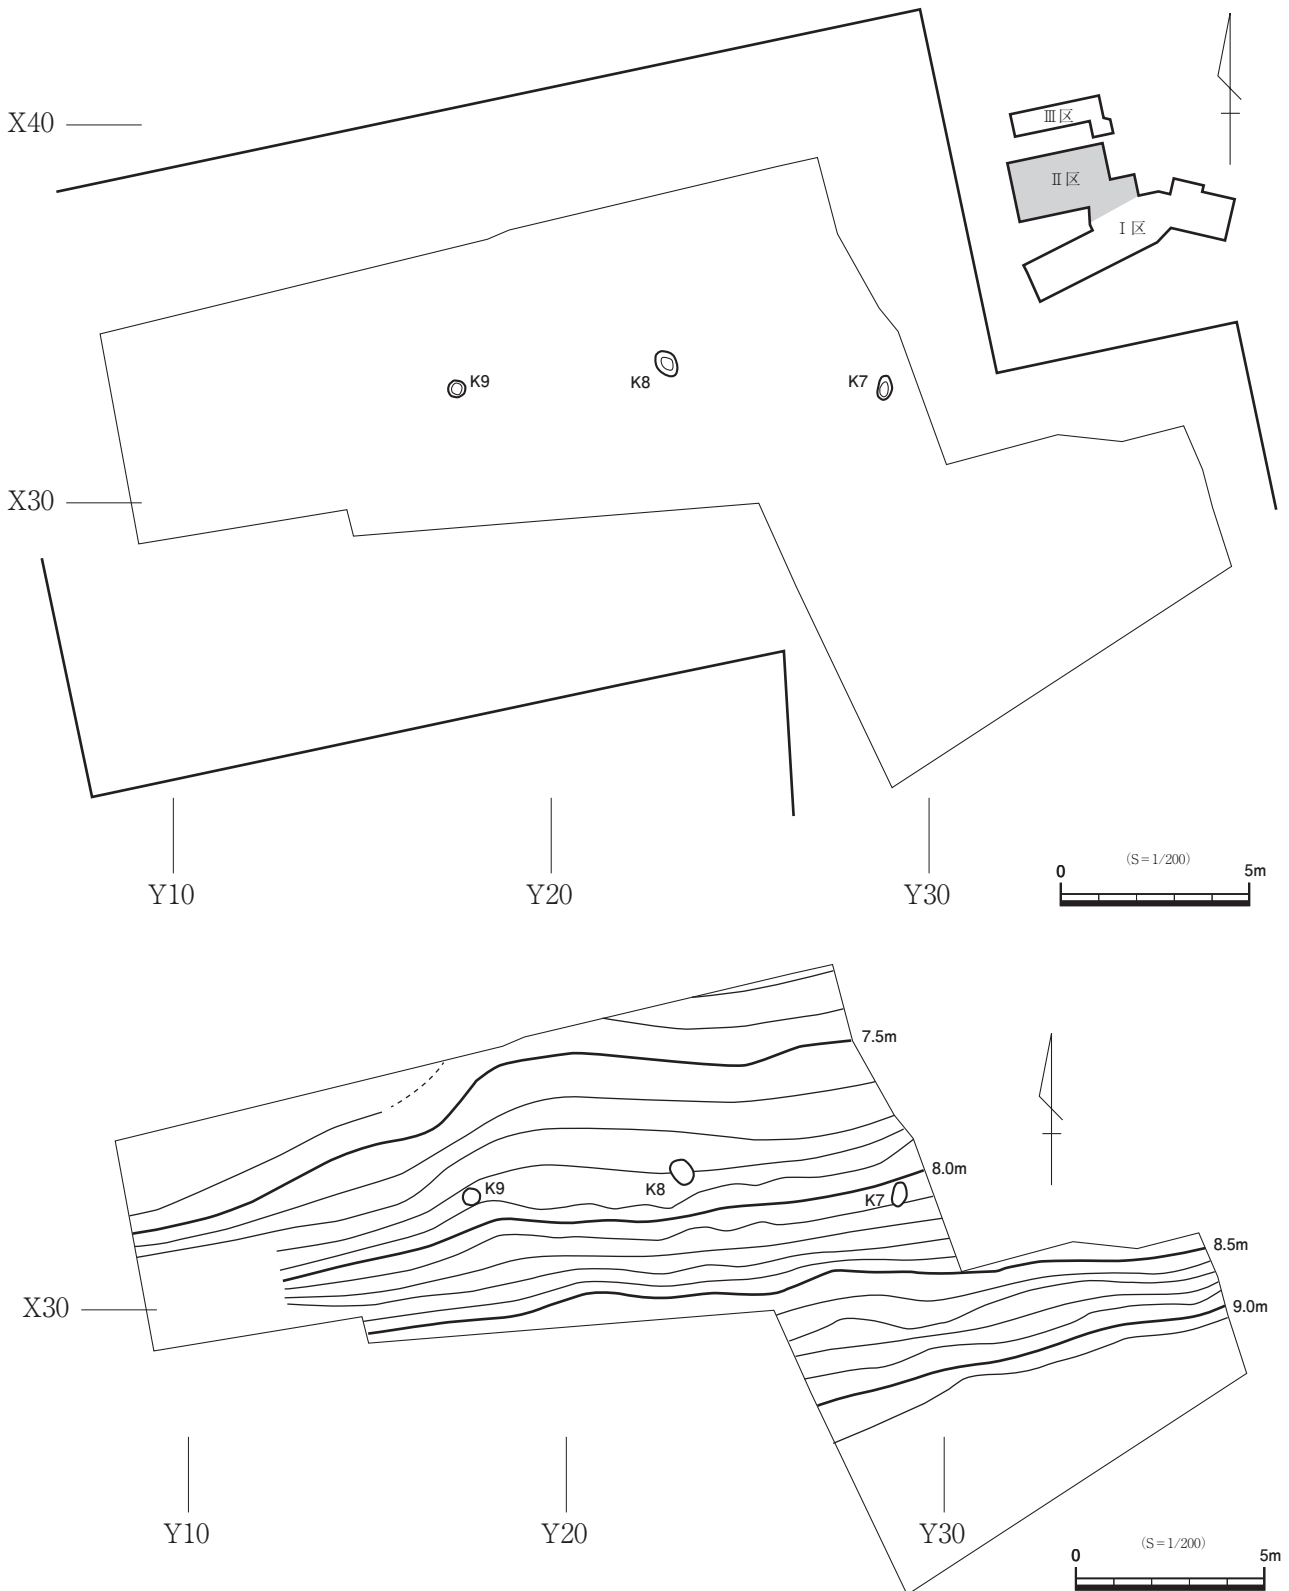 X40
Ⅲ区
Ⅱ区
Ⅰ区
K9
K8
K7
X30
Y10
Y20
Y30
(S=1/200)
0
5m
7.5m
8.0m
K9
K8
K7
8.5m
9.0m
X30
Y10
Y20
Y30
(S=1/200)
0
5m